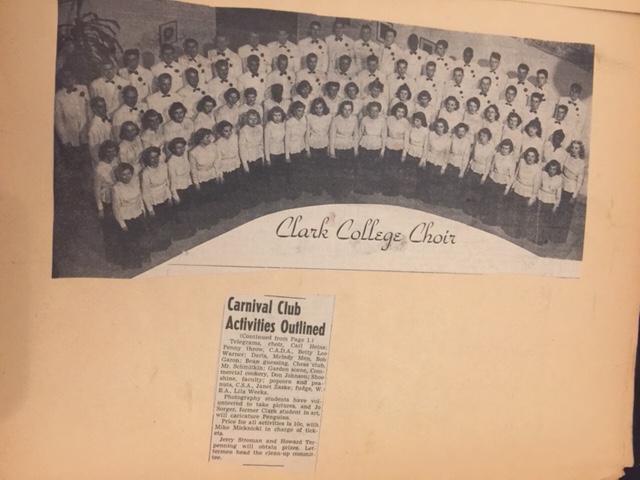 Clark College Choir
Carnival Club
Activities Outlined
(Continued from Page 1.)
Telegrams, choir, Carl Heinz;
Penny throw, C.A.D.A., Betty Lee
Warner; Darts, Melody Men, Bob
Garon; Bean guessing, Chess club,
Mr. Schmitkin; Garden scene, Com-
mercial cookery, Don Johnson; Shoe
shine, faculty; popcorn and pea-
nuts, C.S.A., Janet Zaske; fudge, W.
R.A., Lila Weeks.
Photography students have vol-
unteered to take pictures, and Jo
Sorger, former Clark student in art,
will caricature Penguins.
Price for all activities is 10c, with
Mike Micknicki in charge of tick-
ets.
Jerry Stroman and Howard Ter-
penning will obtain prizes. Let-
termen head the clean-up commit-
tee.